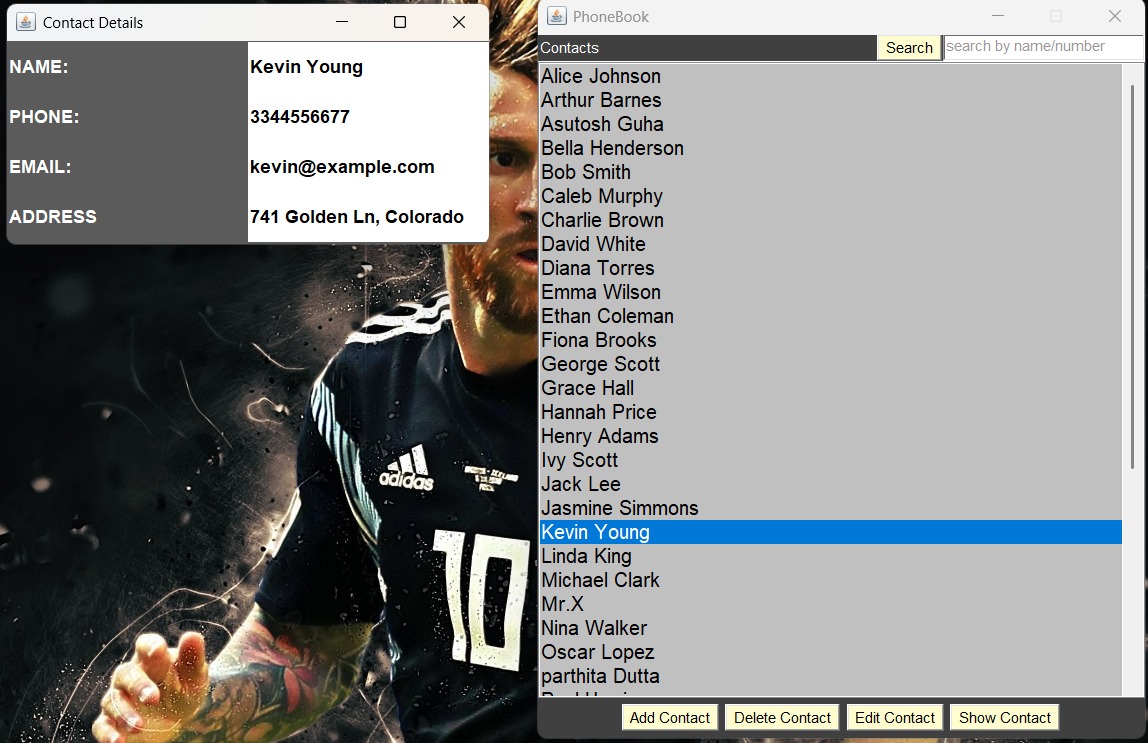 Contact Details
NAME: Kevin Young
PHONE: 3344556677
EMAIL: kevin@example.com
ADDRESS 741 Golden Ln, Colorado
adidas
10
PhoneBook
Contacts Search search by name/number
Alice Johnson
Arthur Barnes
Asutosh Guha
Bella Henderson
Bob Smith
Caleb Murphy
Charlie Brown
David White
Diana Torres
Emma Wilson
Ethan Coleman
Fiona Brooks
George Scott
Grace Hall
Hannah Price
Henry Adams
Ivy Scott
Jack Lee
Jasmine Simmons
Kevin Young
Linda King
Michael Clark
Mr.X
Nina Walker
Oscar Lopez
parthita Dutta
Add Contact Delete Contact Edit Contact Show Contact